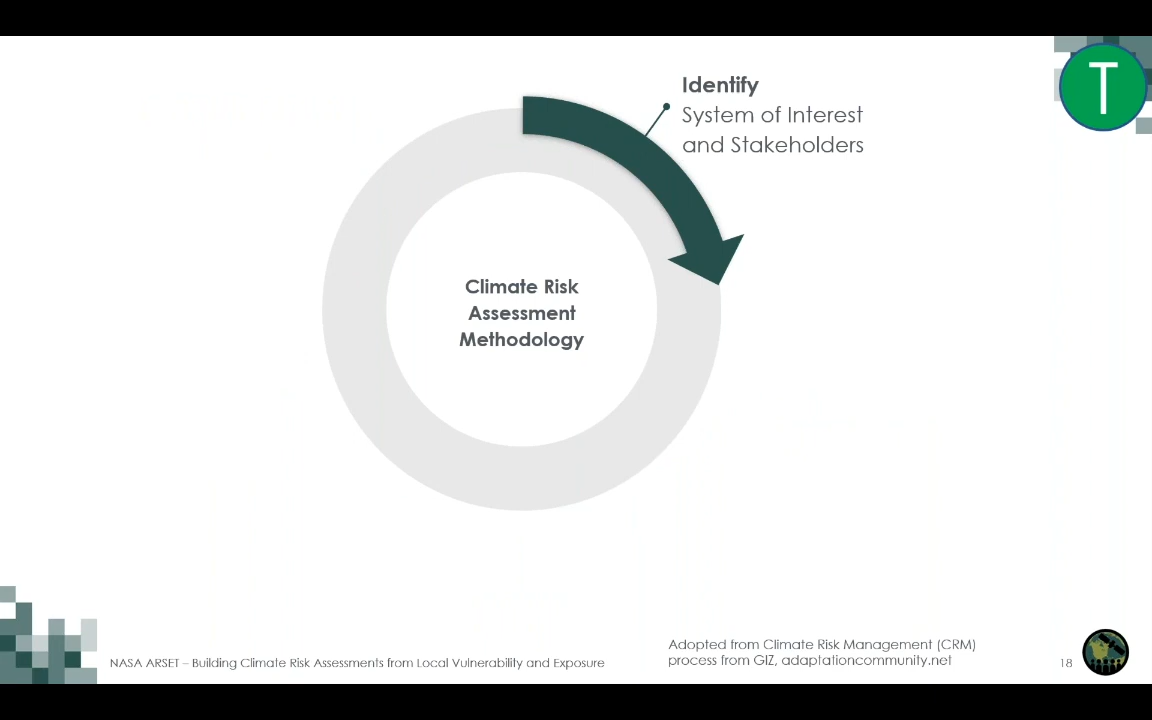 Identify
System of Interest
and Stakeholders
T
Climate Risk
Assessment
Methodology
Adopted from Climate Risk Management (CRM)
process from GIZ, adaptationcommunity.net
NASA ARSET – Building Climate Risk Assessments from Local Vulnerability and Exposure
18